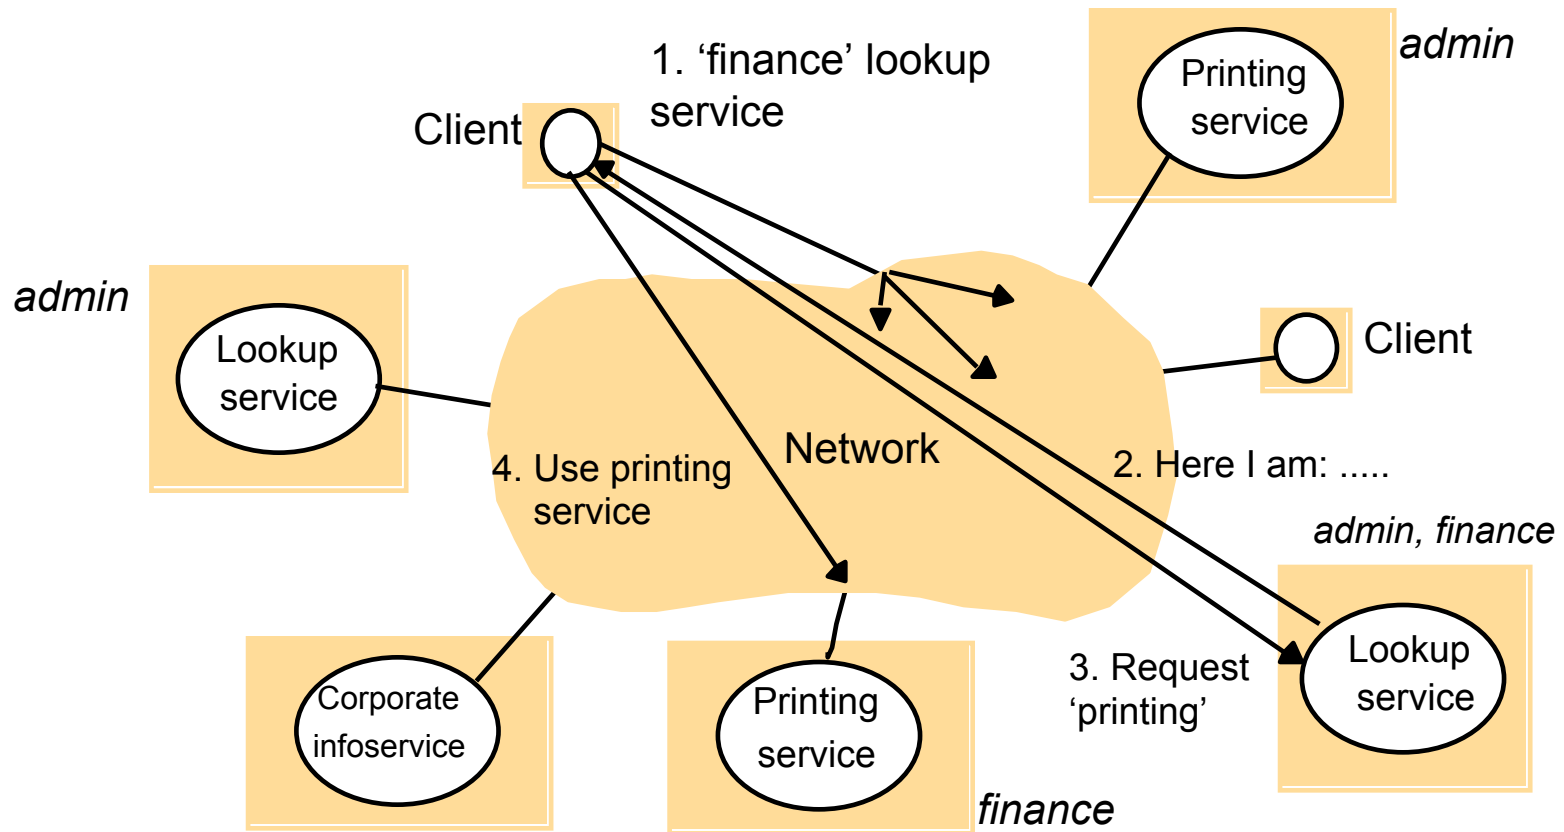 1. ‘finance’ lookup
service
admin
Printing
service
Client
admin
Lookup
service
Client
Network
4. Use printing
service
2. Here I am: .....
admin, finance
Lookup
service
3. Request
‘printing’
Corporate
infoservice
Printing
service
finance